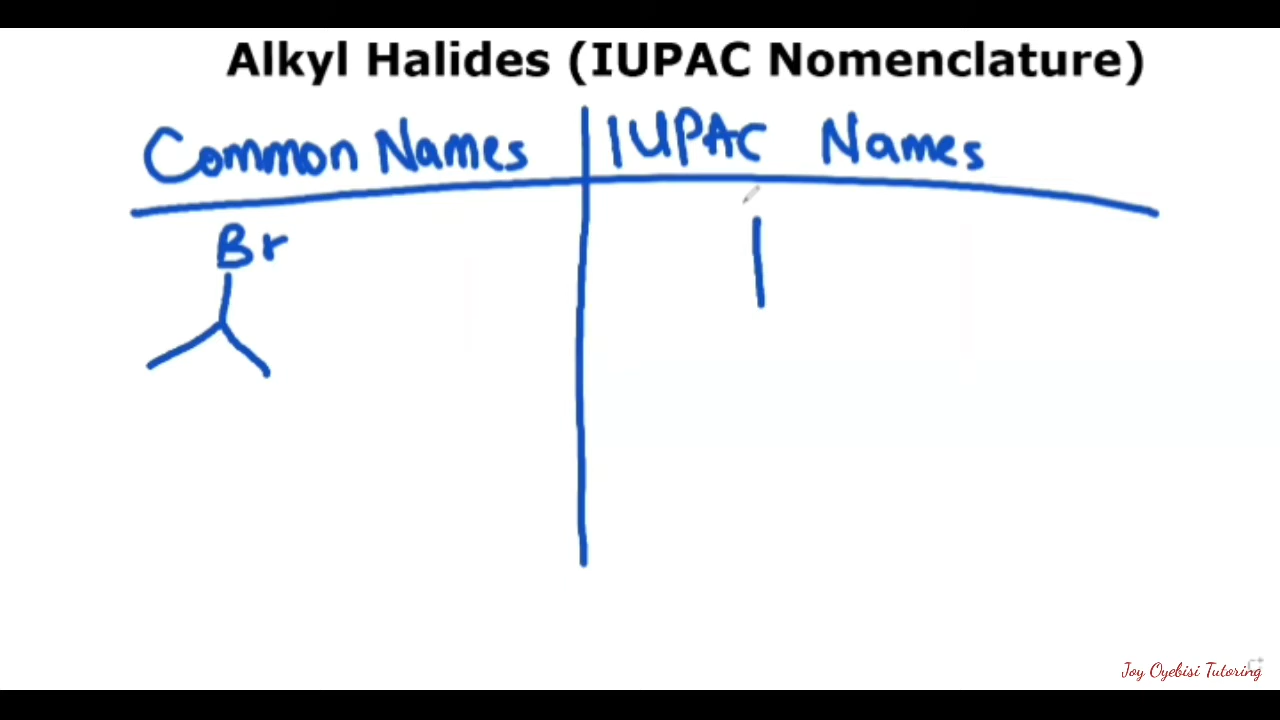 Alkyl Halides (IUPAC Nomenclature)
Common Names
IUPAC Names
Br
Joy Oyebisi Tutoring